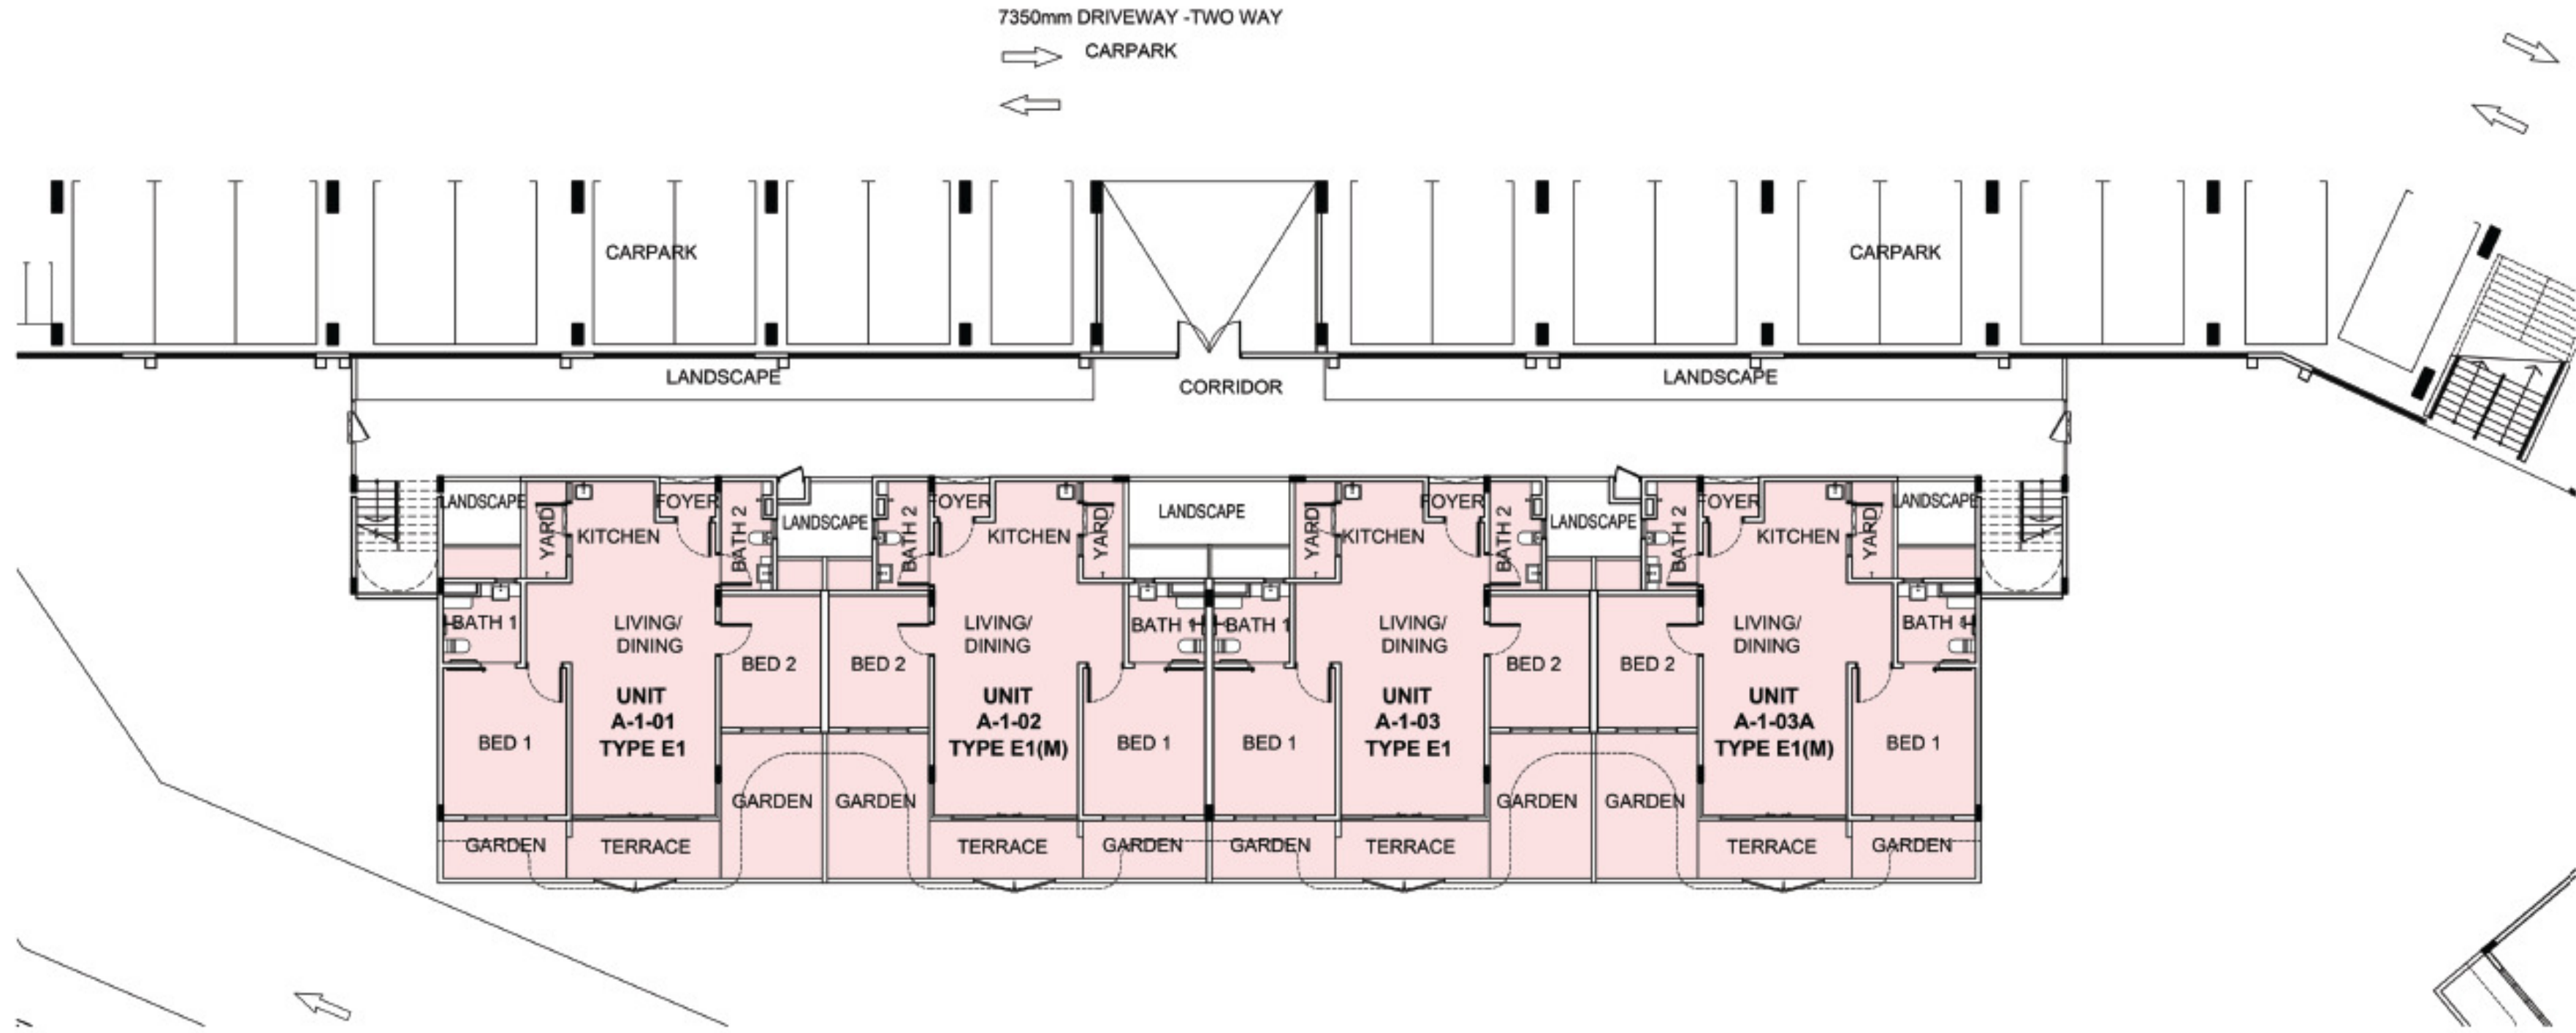 7350mm DRIVEWAY -TWO WAY
CARPARK
CARPARK
CARPARK
LANDSCAPE
CORRIDOR
LANDSCAPE
LANDSCAPE
YARD
KITCHEN
FOYER
BATH 2
LANDSCAPE
BATH 2
FOYER
KITCHEN
YARD
LANDSCAPE
YARD
KITCHEN
FOYER
BATH 2
LANDSCAPE
BATH 2
FOYER
KITCHEN
YARD
LANDSCAPE
BATH 1
LIVING/
DINING
BED 2
BED 2
LIVING/
DINING
BATH 1
BATH 1
LIVING/
DINING
BED 2
BED 2
LIVING/
DINING
BATH 1
BED 1
UNIT
A-1-01
TYPE E1
UNIT
A-1-02
TYPE E1(M)
BED 1
BED 1
UNIT
A-1-03
TYPE E1
UNIT
A-1-03A
TYPE E1(M)
BED 1
GARDEN
GARDEN
GARDEN
GARDEN
GARDEN
TERRACE
TERRACE
GARDEN
GARDEN
TERRACE
TERRACE
GARDEN